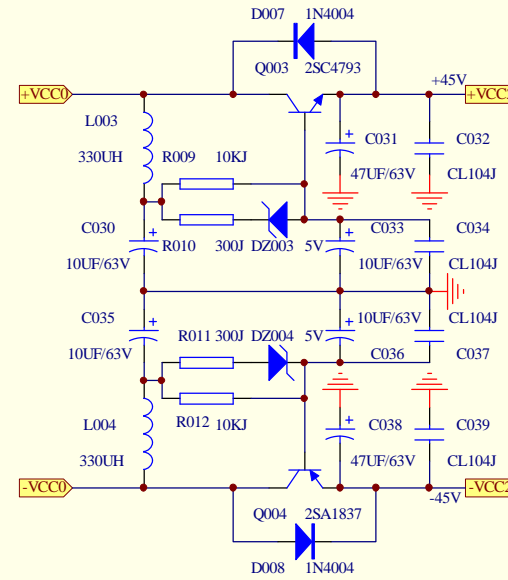 D007 1N4004
Q003 2SC4793
+45V
+VCC0
+VCC2
L003
C031
C032
330UH
R009 10KJ
47UF/63V
CL104J
C030
R010 300J DZ003 5V
C033
C034
10UF/63V
10UF/63V
CL104J
C035
10UF/63V
CL104J
R011 300J DZ004 5V
10UF/63V
C036
C037
L004
R012 10KJ
C038
C039
330UH
47UF/63V
CL104J
-VCC0
-VCC2
-45V
Q004 2SA1837
D008 1N4004